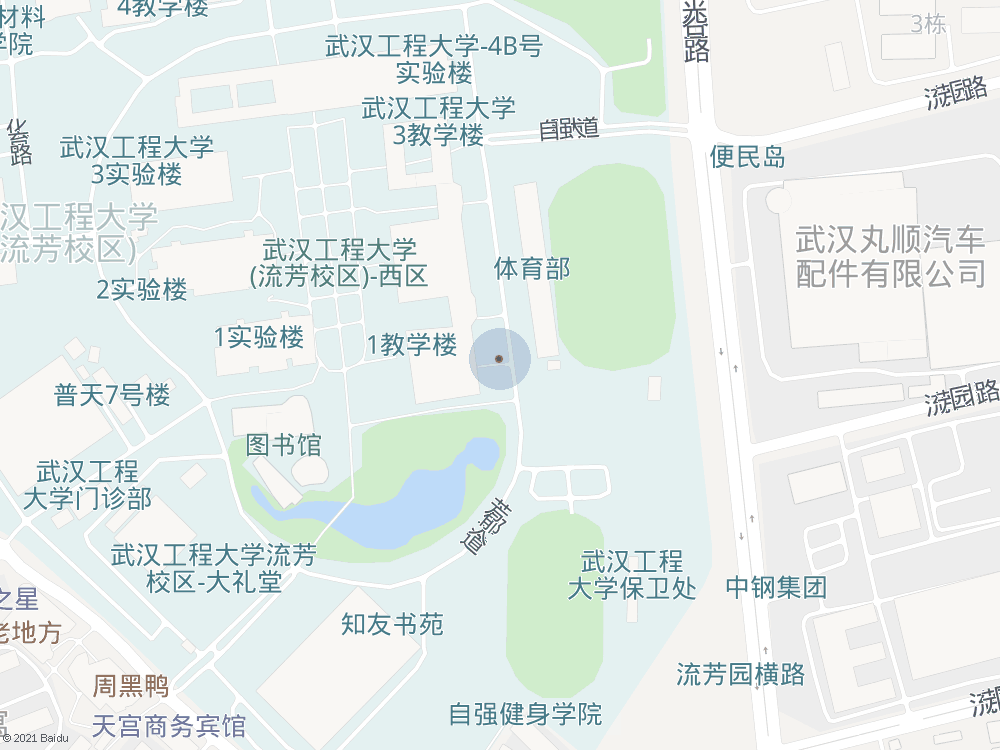 4教学楼
材料
学院
武汉工程大学-4B号
实验楼
光谷路
3栋
流芳园路
武汉工程大学
3教学楼
自强大道
化育路
武汉工程大学
3实验楼
便民岛
汉工程大学
流芳校区)
武汉工程大学
(流芳校区)-西区
体育部
武汉丸顺汽车
配件有限公司
2实验楼
1实验楼
1教学楼
普天7号楼
流芳园路
图书馆
武汉工程
大学门诊部
武汉工程大学流芳
校区-大礼堂
武汉工程
大学保卫处
中钢集团
之星
老地方
知友书苑
周黑鸭
流芳园横路
天宫商务宾馆
自强健身学院
© 2021 Baidu